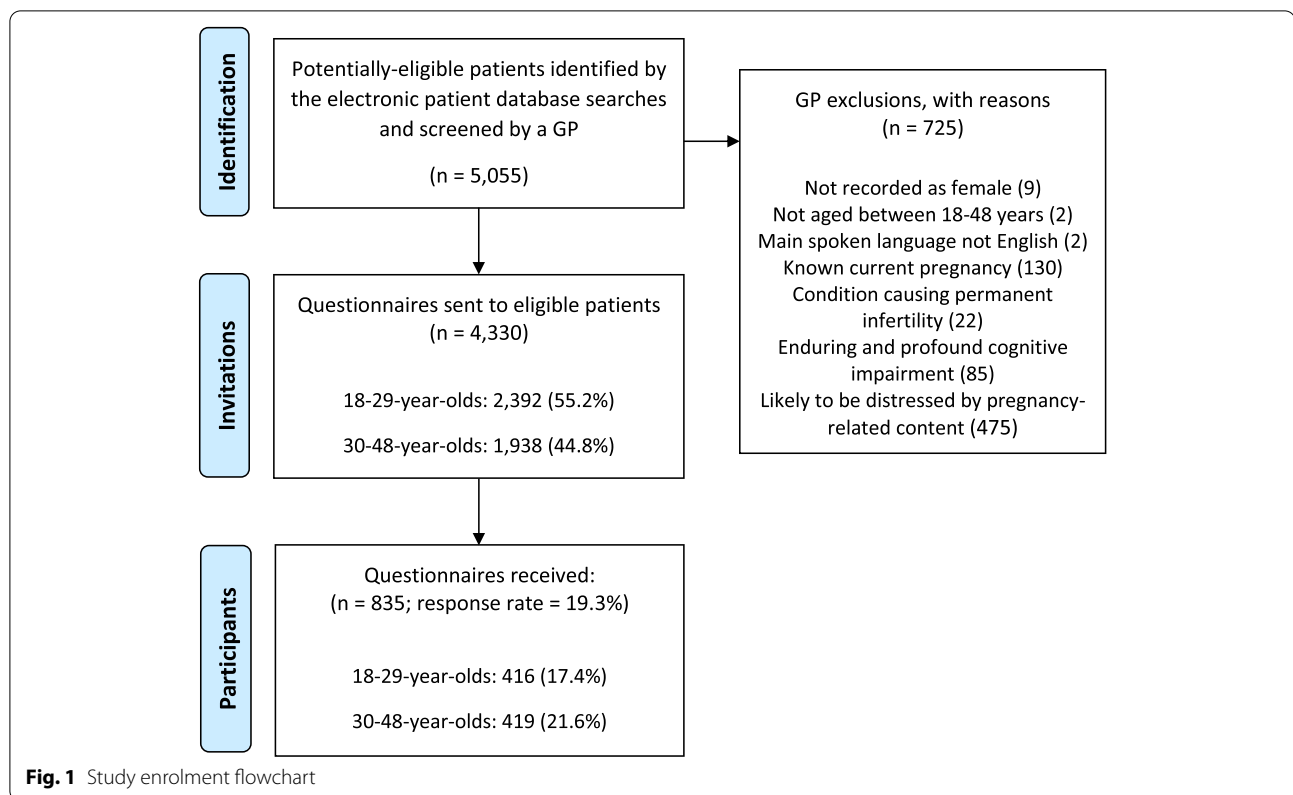 Identification
Potentially-eligible patients identified by
the electronic patient database searches
and screened by a GP
(n = 5,055)
GP exclusions, with reasons
(n = 725)
Not recorded as female (9)
Not aged between 18-48 years (2)
Main spoken language not English (2)
Known current pregnancy (130)
Condition causing permanent
infertility (22)
Enduring and profound cognitive
impairment (85)
Likely to be distressed by pregnancy-
related content (475)
Invitations
Questionnaires sent to eligible patients
(n = 4,330)
18-29-year-olds: 2,392 (55.2%)
30-48-year-olds: 1,938 (44.8%)
Participants
Questionnaires received:
(n = 835; response rate = 19.3%)
18-29-year-olds: 416 (17.4%)
30-48-year-olds: 419 (21.6%)
Fig. 1 Study enrolment flowchart